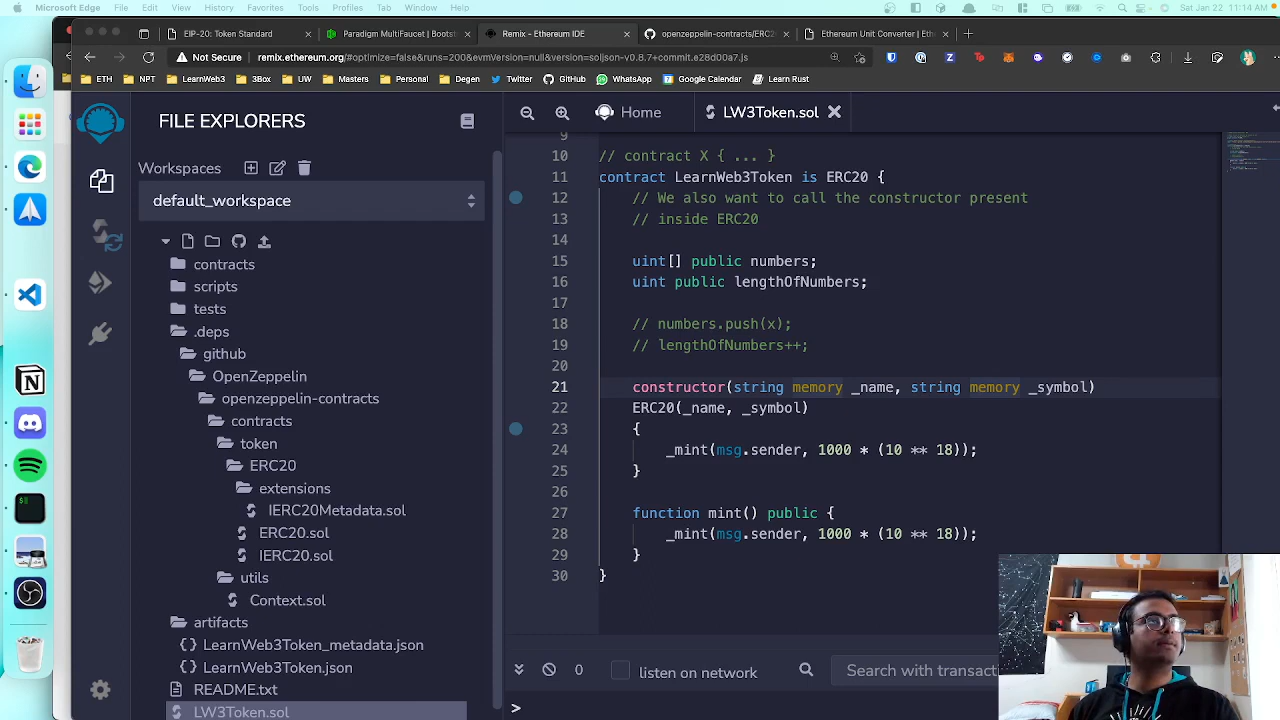 Microsoft Edge File Edit View History Favorites Tools Profiles Tab Window Help Sat Jan 22 11:14 AM
EIP-20: Token Standard
Paradigm MultiFaucet | Bootst
Remix - Ethereum IDE
openzeppelin-contracts/ERC2
Ethereum Unit Converter | Eth
Not Secure | remix.ethereum.org/#optimize=false&runs=200&evmVersion=null&version=soljson-v0.8.7+commit.e28d00a7.js
ETH LearnWeb3 3Box UW Masters Personal Degen Twitter GitHub WhatsApp Google Calendar Learn Rust
FILE EXPLORERS
Workspaces
default_workspace
contracts
scripts
tests
.deps
github
OpenZeppelin
openzeppelin-contracts
contracts
token
ERC20
extensions
IERC20Metadata.sol
ERC20.sol
IERC20.sol
utils
Context.sol
artifacts
LearnWeb3Token_metadata.json
LearnWeb3Token.json
README.txt
LW3Token.sol
Home
LW3Token.sol
9
10 // contract X { ... }
11 contract LearnWeb3Token is ERC20 {
12 // We also want to call the constructor present
13 // inside ERC20
14
15 uint[] public numbers;
16 uint public lengthOfNumbers;
17
18 // numbers.push(x);
19 // lengthOfNumbers++;
20
21 constructor(string memory _name, string memory _symbol)
22 ERC20(_name, _symbol)
23 {
24 _mint(msg.sender, 1000 * (10 ** 18));
25 }
26
27 function mint() public {
28 _mint(msg.sender, 1000 * (10 ** 18));
29 }
30 }
0 listen on network Search with transacti
>